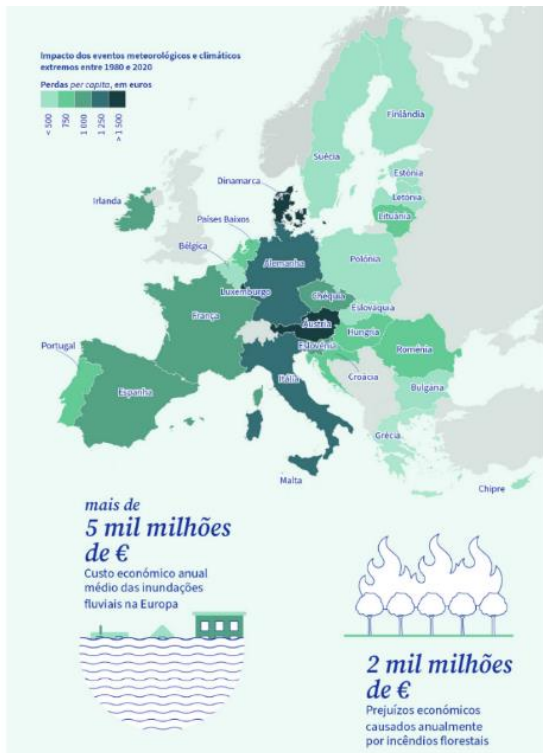 Impacto dos eventos meteorológicos e climáticos
extremos entre 1980 e 2020
Perdas per capita, em euros
< 500
750
1 000
1 250
> 1 500
Finlândia
Suécia
Estónia
Letónia
Lituânia
Dinamarca
Irlanda
Países Baixos
Bélgica
Alemanha
Polónia
Luxemburgo
Chéquia
Eslováquia
França
Áustria
Hungria
Eslovénia
Roménia
Portugal
Espanha
Itália
Croácia
Bulgária
Grécia
Malta
Chipre
mais de
5 mil milhões
de €
Custo económico anual
médio das inundações
fluviais na Europa
2 mil milhões
de €
Prejuízos económicos
causados anualmente
por incêndios florestais